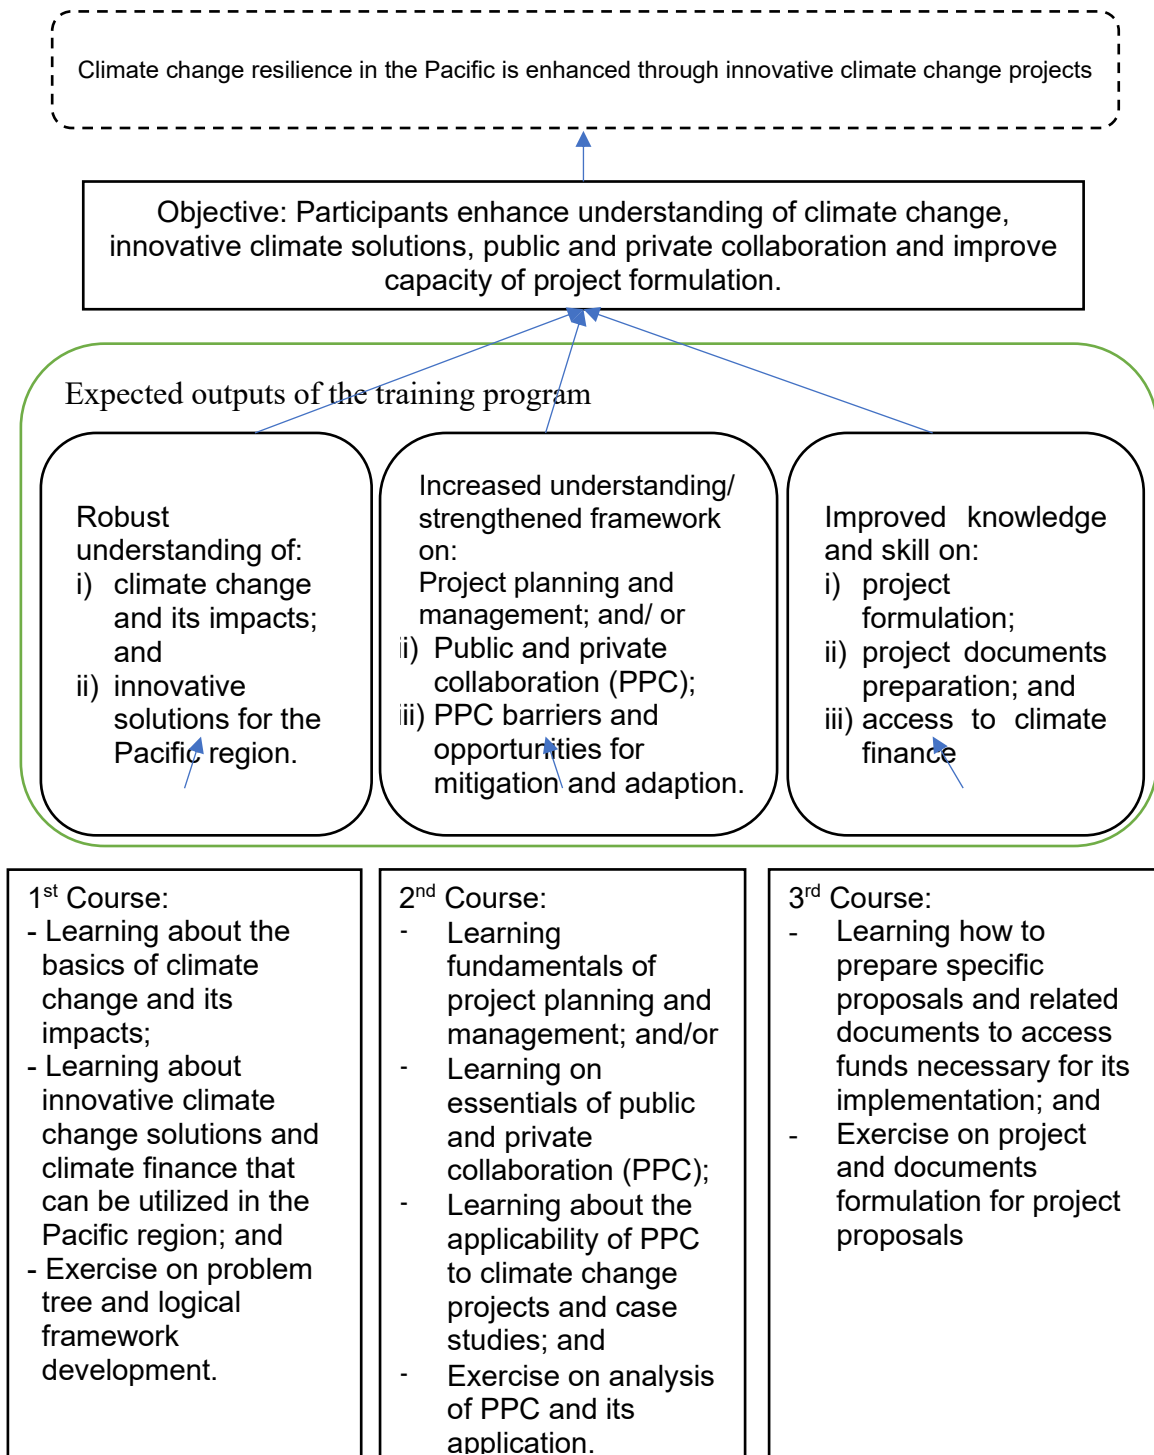 Climate change resilience in the Pacific is enhanced through innovative climate change projects
Objective: Participants enhance understanding of climate change,
innovative climate solutions, public and private collaboration and improve
capacity of project formulation.
Expected outputs of the training program
Robust
understanding of:
i) climate change
and its impacts;
and
ii) innovative
solutions for the
Pacific region.
Increased understanding/
strengthened framework
on:
Project planning and
management; and/ or
ii) Public and private
collaboration (PPC);
iii) PPC barriers and
opportunities for
mitigation and adaption.
Improved knowledge
and skill on:
i) project
formulation;
ii) project documents
preparation; and
iii) access to climate
finance
1st Course:
- Learning about the
basics of climate
change and its
impacts;
- Learning about
innovative climate
change solutions and
climate finance that
can be utilized in the
Pacific region; and
- Exercise on problem
tree and logical
framework
development.
2nd Course:
- Learning
fundamentals of
project planning and
management; and/or
- Learning on
essentials of public
and private
collaboration (PPC);
- Learning about the
applicability of PPC
to climate change
projects and case
studies; and
- Exercise on analysis
of PPC and its
application.
3rd Course:
- Learning how to
prepare specific
proposals and related
documents to access
funds necessary for its
implementation; and
- Exercise on project
and documents
formulation for project
proposals